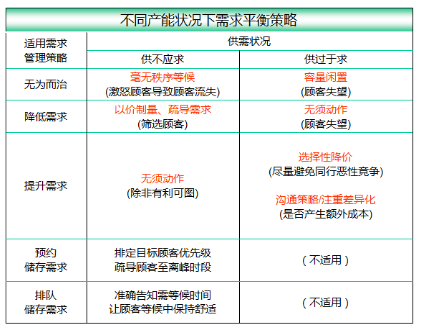 不同产能状况下需求平衡策略
适用需求
管理策略
供需状况
供不应求
供过于求
无为而治
毫无秩序等候
(激怒顾客导致顾客流失)
容量闲置
(顾客失望)
降低需求
以价制量、疏导需求
(筛选顾客)
无须动作
(顾客失望)
提升需求
无须动作
(除非有利可图)
选择性降价
(尽量避免同行恶性竞争)
沟通策略/注重差异化
(是否产生额外成本)
预约
储存需求
排定目标顾客优先级
疏导顾客至离峰时段
(不适用)
排队
储存需求
准确告知需等候时间
让顾客等候中保持舒适
(不适用)